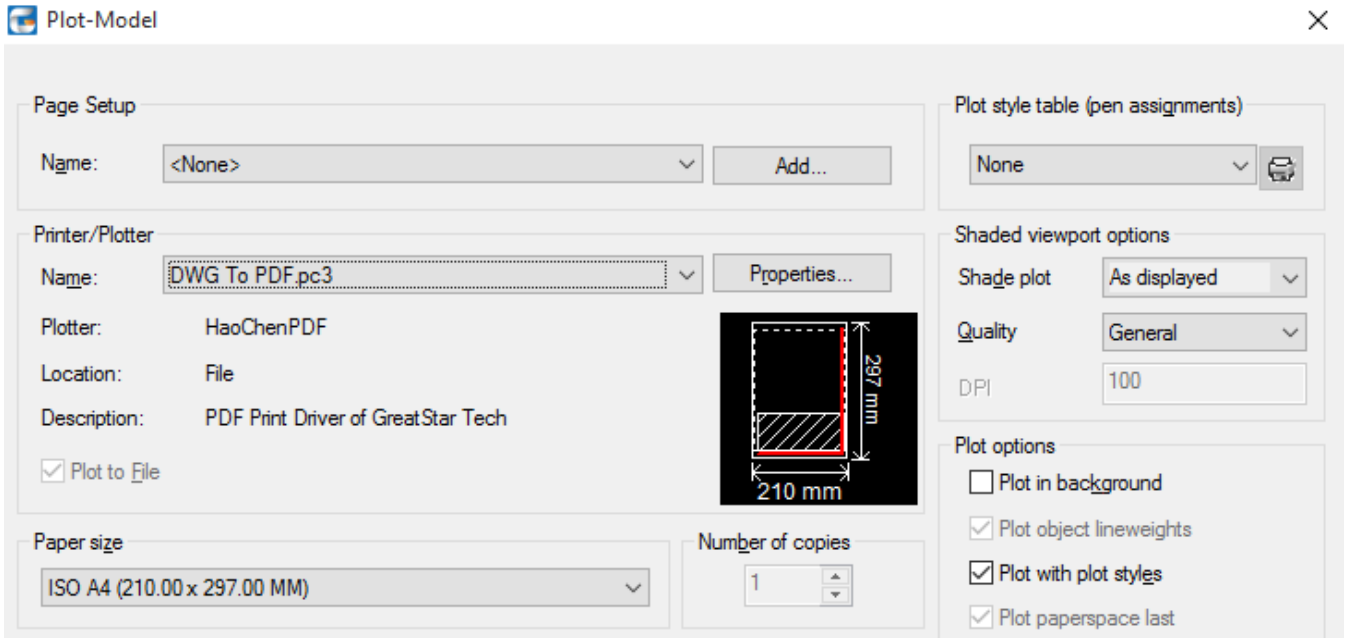 Plot-Model
Page Setup
Name:
<None>
Add...
Plot style table (pen assignments)
None
Printer/Plotter
Name:
DWG To PDF.pc3
Properties...
Plotter:
HaoChenPDF
Location:
File
Description:
PDF Print Driver of GreatStar Tech
Plot to File
297 mm
210 mm
Shaded viewport options
Shade plot
As displayed
Quality
General
DPI
100
Paper size
ISO A4 (210.00 x 297.00 MM)
Number of copies
1
Plot options
Plot in background
Plot object lineweights
Plot with plot styles
Plot paperspace last